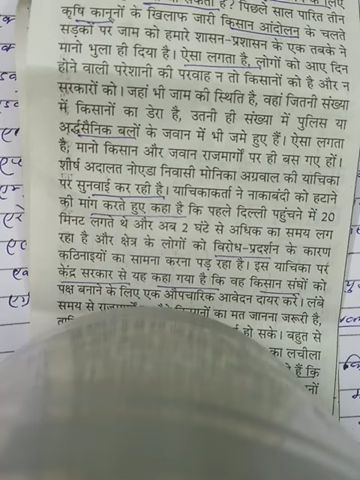 सकता है? पिछले साल पारित तीन
कृषि कानूनों के खिलाफ जारी किसान आंदोलन के चलते
सड़कों पर जाम को हमारे शासन-प्रशासन के एक तबके ने
मानो भुला ही दिया है। ऐसा लगता है, लोगों को आए दिन
होने वाली परेशानी की परवाह न तो किसानों को है और न
सरकारों को। जहां भी जाम की स्थिति है, वहां जितनी संख्या
में किसानों का डेरा है, उतनी ही संख्या में पुलिस या
अर्द्धसैनिक बलों के जवान में भी जमे हुए हैं। ऐसा लगता
है, मानो किसान और जवान राजमार्गों पर ही बस गए हों।
शीर्ष अदालत नोएडा निवासी मोनिका अग्रवाल की याचिका
पर सुनवाई कर रही है। याचिकाकर्ता ने नाकाबंदी को हटाने
की मांग करते हुए कहा है कि पहले दिल्ली पहुंचने में 20
मिनट लगते थे और अब 2 घंटे से अधिक का समय लग
रहा है और क्षेत्र के लोगों को विरोध-प्रदर्शन के कारण
कठिनाइयों का सामना करना पड़ रहा है। इस याचिका पर
केंद्र सरकार से यह कहा गया है कि वह किसान संघों को
पक्ष बनाने के लिए एक औपचारिक आवेदन दायर करे। लंबे
समय से का मत जानना जरूरी है,
हो सके। बहुत से
का लचीला
हैं कि